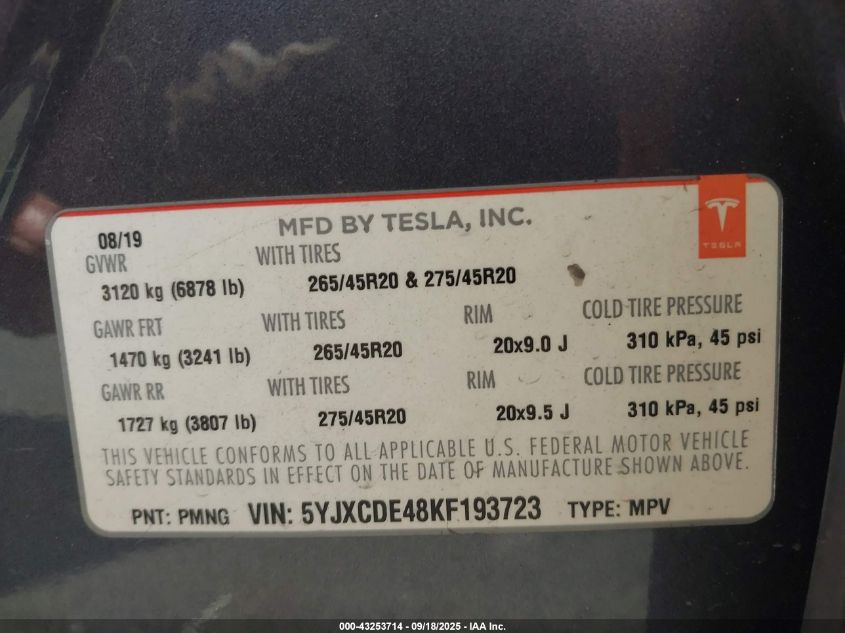 MFD BY TESLA, INC.
TESLA
08/19
GVWR WITH TIRES
3120 kg (6878 lb) 265/45R20 & 275/45R20
GAWR FRT WITH TIRES RIM COLD TIRE PRESSURE
1470 kg (3241 lb) 265/45R20 20x9.0 J 310 kPa, 45 psi
GAWR RR WITH TIRES RIM COLD TIRE PRESSURE
1727 kg (3807 lb) 275/45R20 20x9.5 J 310 kPa, 45 psi
THIS VEHICLE CONFORMS TO ALL APPLICABLE U.S. FEDERAL MOTOR VEHICLE
SAFETY STANDARDS IN EFFECT ON THE DATE OF MANUFACTURE SHOWN ABOVE.
PNT: PMNG VIN: 5YJXCDE48KF193723 TYPE: MPV
000-43253714 - 09/18/2025 - IAA Inc.